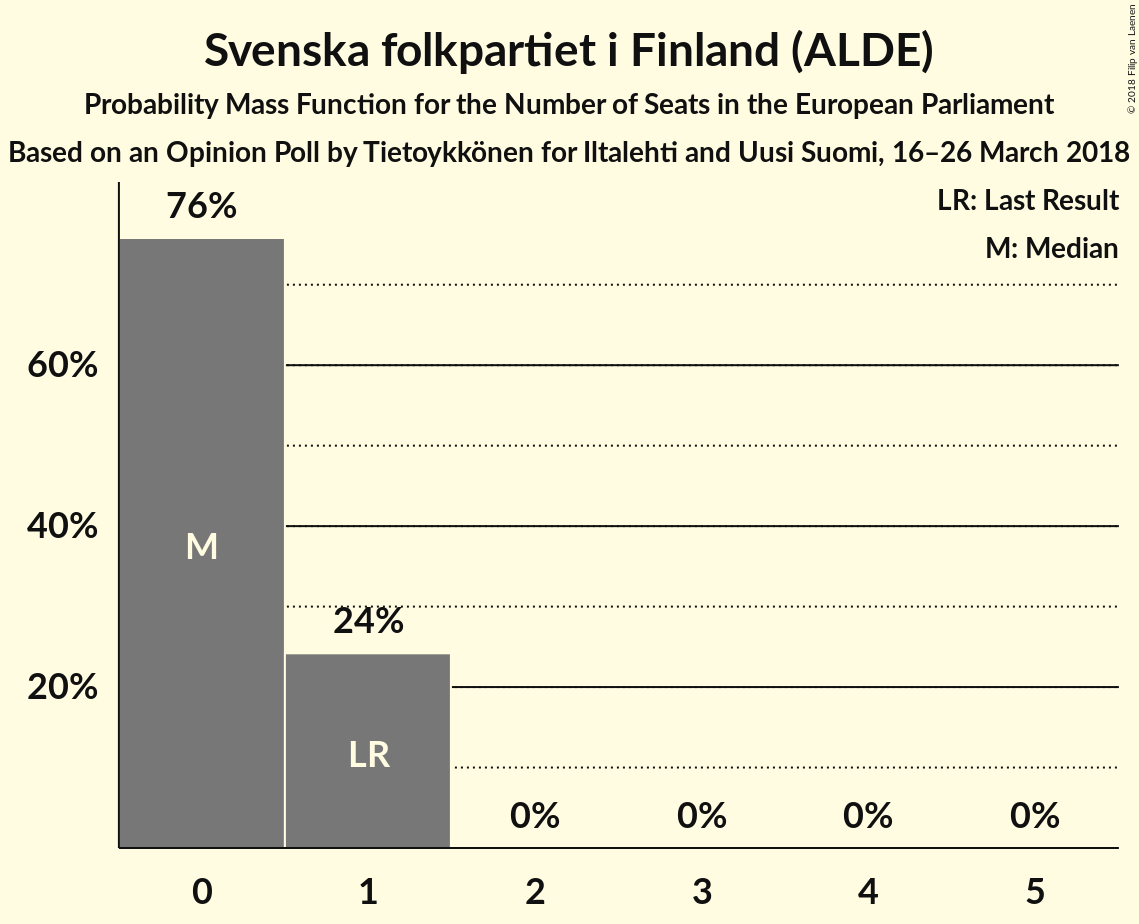 Svenska folkpartiet i Finland (ALDE)
Probability Mass Function for the Number of Seats in the European Parliament
Based on an Opinion Poll by Tietoykkönen for Iltalehti and Uusi Suomi, 16–26 March 2018
© 2018 Filip van Laenen
LR: Last Result
M: Median
76%
60%
40%
M
24%
20%
LR
0% 0% 0% 0%
0 1 2 3 4 5